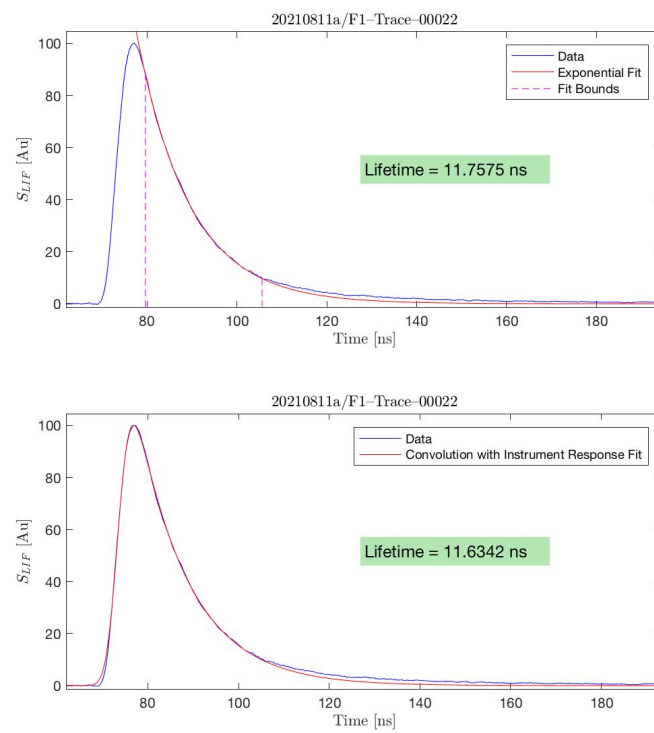 20210811a/F1–Trace–00022
100
80
60
40
20
0
S_LIF [Au]
Data
Exponential Fit
Fit Bounds
Lifetime = 11.7575 ns
80 100 120 140 160 180
Time [ns]
20210811a/F1–Trace–00022
100
80
60
40
20
0
S_LIF [Au]
Data
Convolution with Instrument Response Fit
Lifetime = 11.6342 ns
80 100 120 140 160 180
Time [ns]